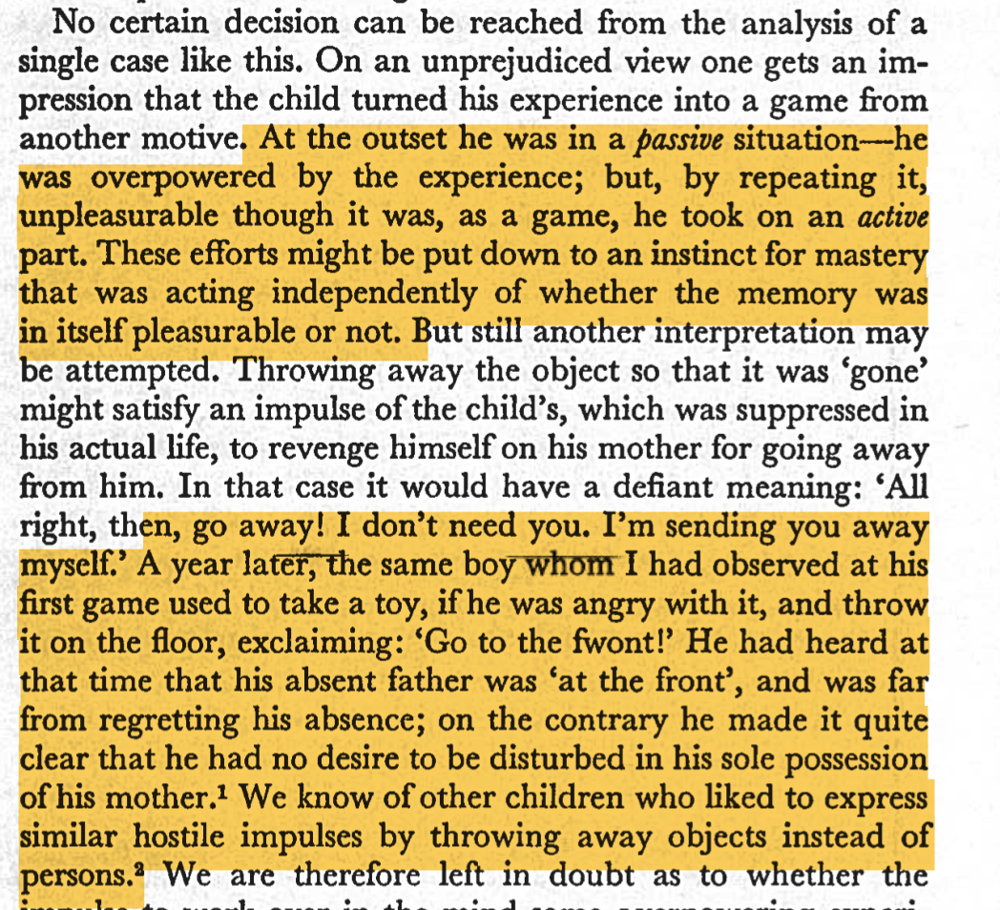 No certain decision can be reached from the analysis of a
single case like this. On an unprejudiced view one gets an im-
pression that the child turned his experience into a game from
another motive. At the outset he was in a passive situation—he
was overpowered by the experience; but, by repeating it,
unpleasurable though it was, as a game, he took on an active
part. These efforts might be put down to an instinct for mastery
that was acting independently of whether the memory was
in itself pleasurable or not. But still another interpretation may
be attempted. Throwing away the object so that it was ‘gone’
might satisfy an impulse of the child’s, which was suppressed in
his actual life, to revenge himself on his mother for going away
from him. In that case it would have a defiant meaning: ‘All
right, then, go away! I don’t need you. I’m sending you away
myself.’ A year later, the same boy whom I had observed at his
first game used to take a toy, if he was angry with it, and throw
it on the floor, exclaiming: ‘Go to the fwont!’ He had heard at
that time that his absent father was ‘at the front’, and was far
from regretting his absence; on the contrary he made it quite
clear that he had no desire to be disturbed in his sole possession
of his mother.¹ We know of other children who liked to express
similar hostile impulses by throwing away objects instead of
persons.² We are therefore left in doubt as to whether the